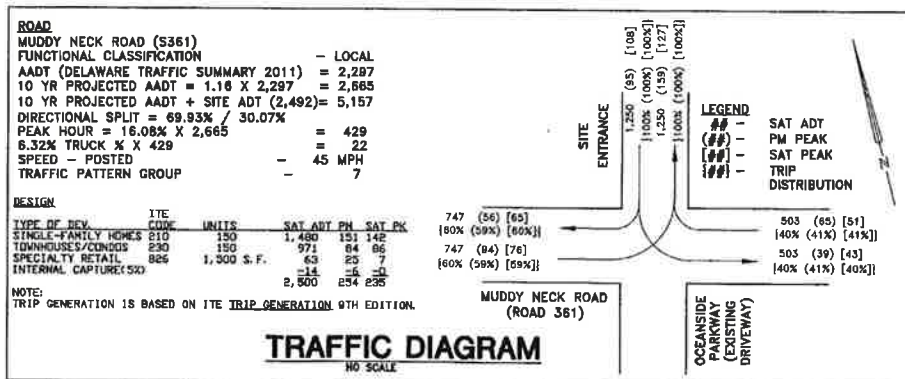 ROAD
MUDDY NECK ROAD (S361)
FUNCTIONAL CLASSIFICATION - LOCAL
AADT (DELAWARE TRAFFIC SUMMARY 2011) = 2,297
10 YR PROJECTED AADT = 1.16 X 2,297 = 2,665
10 YR PROJECTED AADT + SITE ADT (2,492)= 5,157
DIRECTIONAL SPLIT = 69.93% / 30.07%
PEAK HOUR = 16.08% X 2,665 = 429
6.32% TRUCK % X 429 = 22
SPEED - POSTED - 45 MPH
TRAFFIC PATTERN GROUP - 7
DESIGN
TYPE OF DEV. ITE CODE UNITS SAT ADT PM SAT PK
SINGLE-FAMILY HOMES 210 150 1,480 151 142
TOWNHOUSES/CONDOS 230 150 971 84 86
SPECIALTY RETAIL 826 1,500 S.F. 63 25 7
INTERNAL CAPTURE(5%) -14 -6 -0
2,500 254 235
NOTE:
TRIP GENERATION IS BASED ON ITE TRIP GENERATION 9TH EDITION.
TRAFFIC DIAGRAM
NO SCALE
SITE
ENTRANCE
1,250 (95) [108]
}100% (100%) [100%]{
1,250 (159) [127]
}100% (100%) [100%]{
LEGEND
## - SAT ADT
(##) - PM PEAK
[##] - SAT PEAK
}##{ - TRIP
DISTRIBUTION
N
747 (56) [65]
{60% (59%) [60%]}
747 (94) [76]
{60% (59%) [59%]}
503 (65) [51]
{40% (41%) [41%]}
503 (39) [43]
{40% (41%) [40%]}
MUDDY NECK ROAD
(ROAD 361)
OCEANSIDE
PARKWAY
(EXISTING
DRIVEWAY)